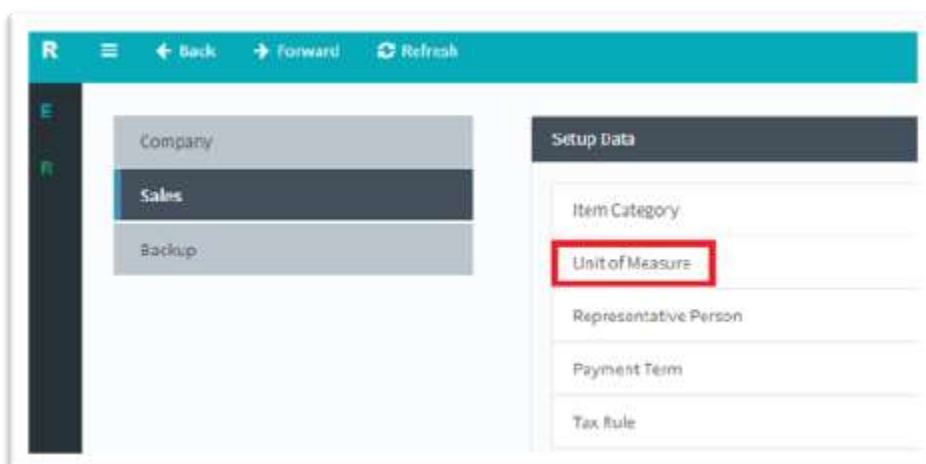 R ← Back → Forward Refresh
E
R
Company
Sales
Backup
Setup Data
Item Category
Unit of Measure
Representative Person
Payment Term
Tax Rule